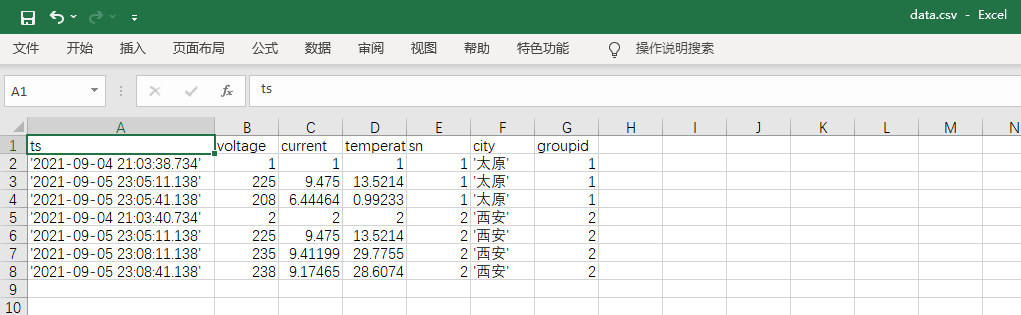 data.csv - Excel
文件 开始 插入 页面布局 公式 数据 审阅 视图 帮助 特色功能 操作说明搜索
A1 fx ts
A B C D E F G H I J K L M N
1 ts voltage current temperat sn city groupid
2 '2021-09-04 21:03:38.734' 1 1 1 1 '太原' 1
3 '2021-09-05 23:05:11.138' 225 9.475 13.5214 1 '太原' 1
4 '2021-09-05 23:05:41.138' 208 6.44464 0.99233 1 '太原' 1
5 '2021-09-04 21:03:40.734' 2 2 2 2 '西安' 2
6 '2021-09-05 23:05:11.138' 225 9.475 13.5214 2 '西安' 2
7 '2021-09-05 23:08:11.138' 235 9.41199 29.7755 2 '西安' 2
8 '2021-09-05 23:08:41.138' 238 9.17465 28.6074 2 '西安' 2
9
10